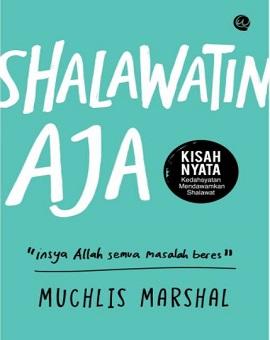 SHALAWATIN
AJA
KISAH
NYATA
Kedahsyatan
Mendawamkan
Shalawat
"insya Allah semua masalah beres"
MUCHLIS MARSHAL